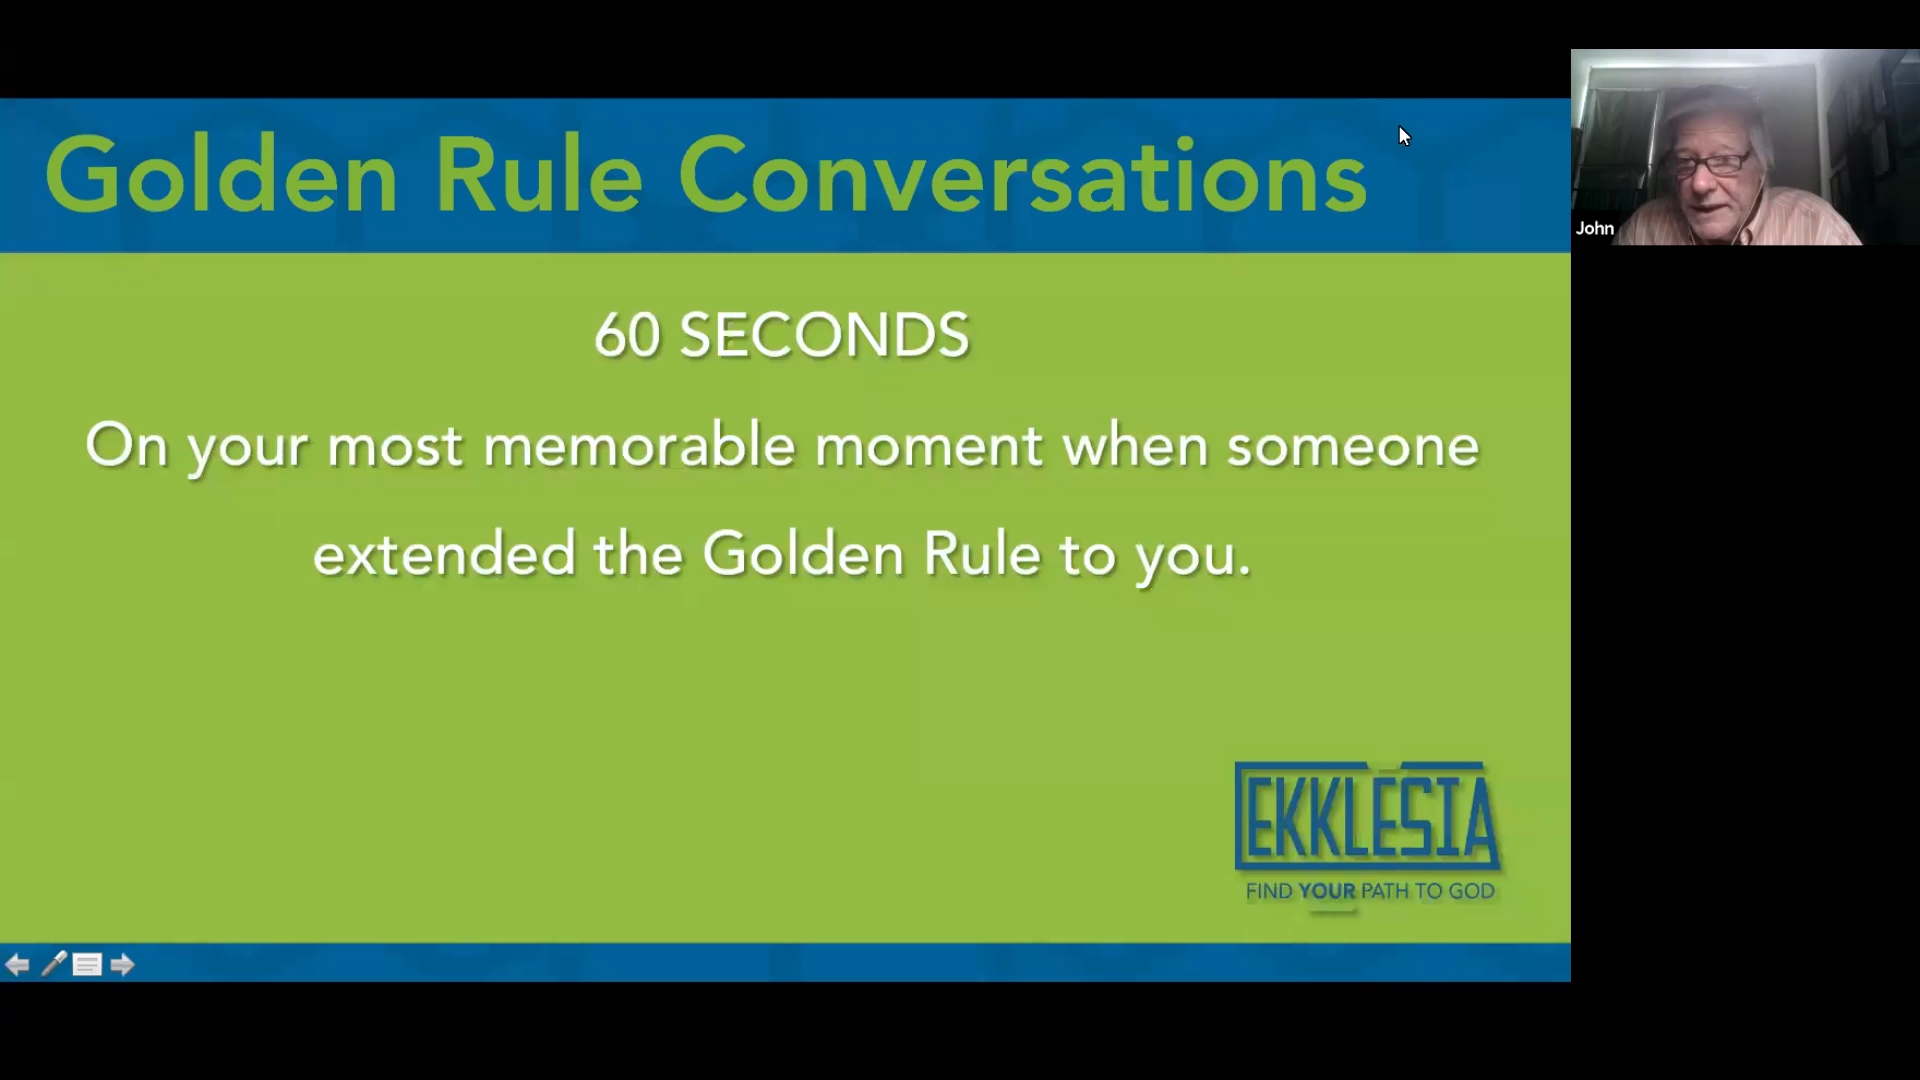 Golden Rule Conversations
John
60 SECONDS
On your most memorable moment when someone
extended the Golden Rule to you.
EKKLESIA
FIND YOUR PATH TO GOD